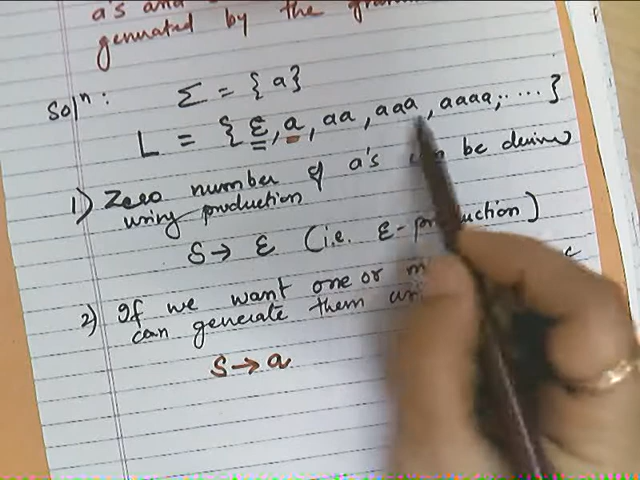 a's and
generated by the
Solⁿ: Σ = {a}
L = {ε, a, aa, aaa, aaaa, ....}
1) Zero number of a's can be derive
using production
S → ε (i.e. ε-production)
2) If we want one or
can generate them
S → a